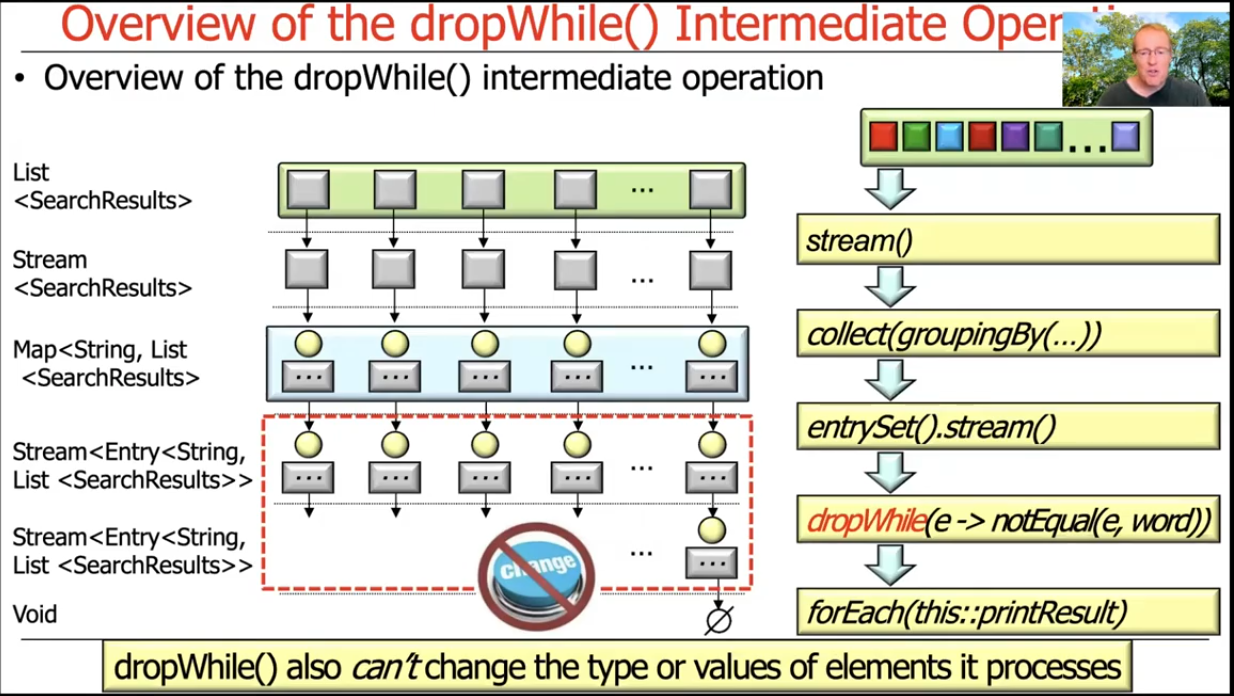 Overview of the dropWhile() Intermediate Oper
• Overview of the dropWhile() intermediate operation
List
<SearchResults>
...
Stream
<SearchResults>
...
Map<String, List
<SearchResults>
... ... ... ... ... ...
Stream<Entry<String,
List <SearchResults>>
... ... ... ... ... ...
Stream<Entry<String,
List <SearchResults>>
change
... ...
Void
...
stream()
collect(groupingBy(...))
entrySet().stream()
dropWhile(e -> notEqual(e, word))
forEach(this::printResult)
dropWhile() also can't change the type or values of elements it processes